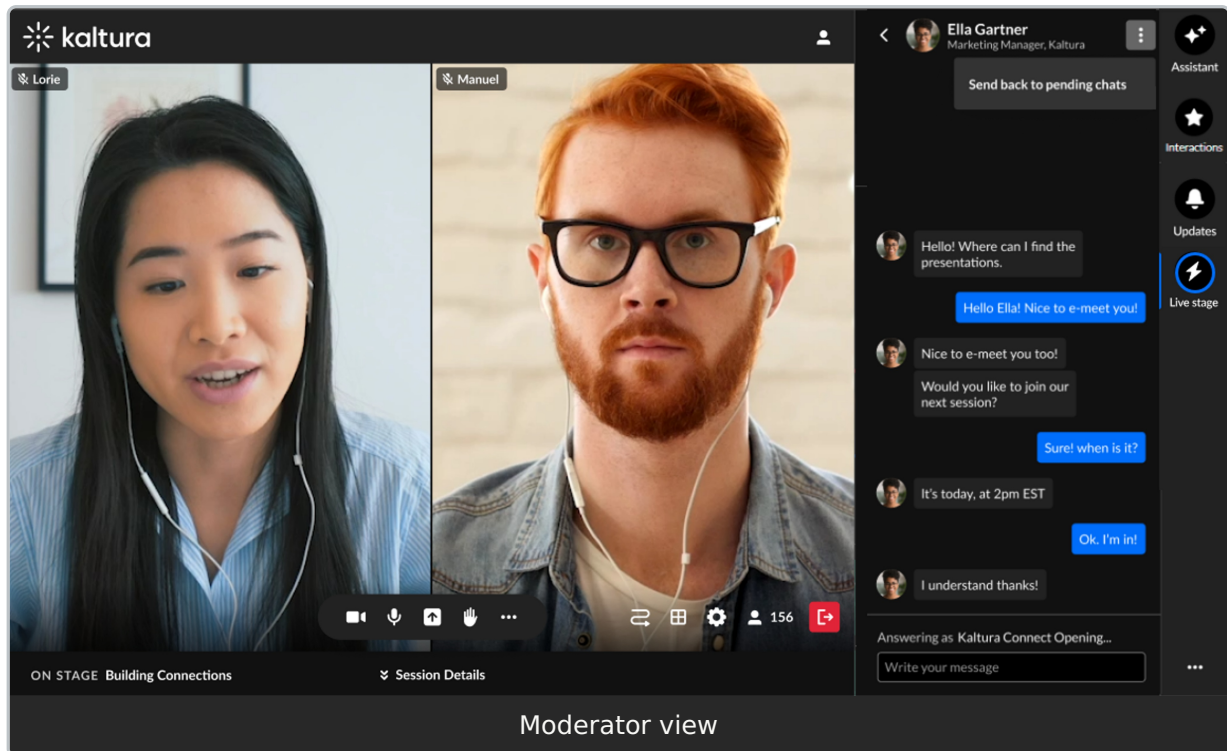 kaltura
Lorie
Manuel
156
ON STAGE Building Connections
Session Details
Ella Gartner
Marketing Manager, Kaltura
Send back to pending chats
Hello! Where can I find the
presentations.
Hello Ella! Nice to e-meet you!
Nice to e-meet you too!
Would you like to join our
next session?
Sure! when is it?
It's today, at 2pm EST
Ok. I'm in!
I understand thanks!
Answering as Kaltura Connect Opening...
Write your message
Assistant
Interactions
Updates
Live stage
Moderator view